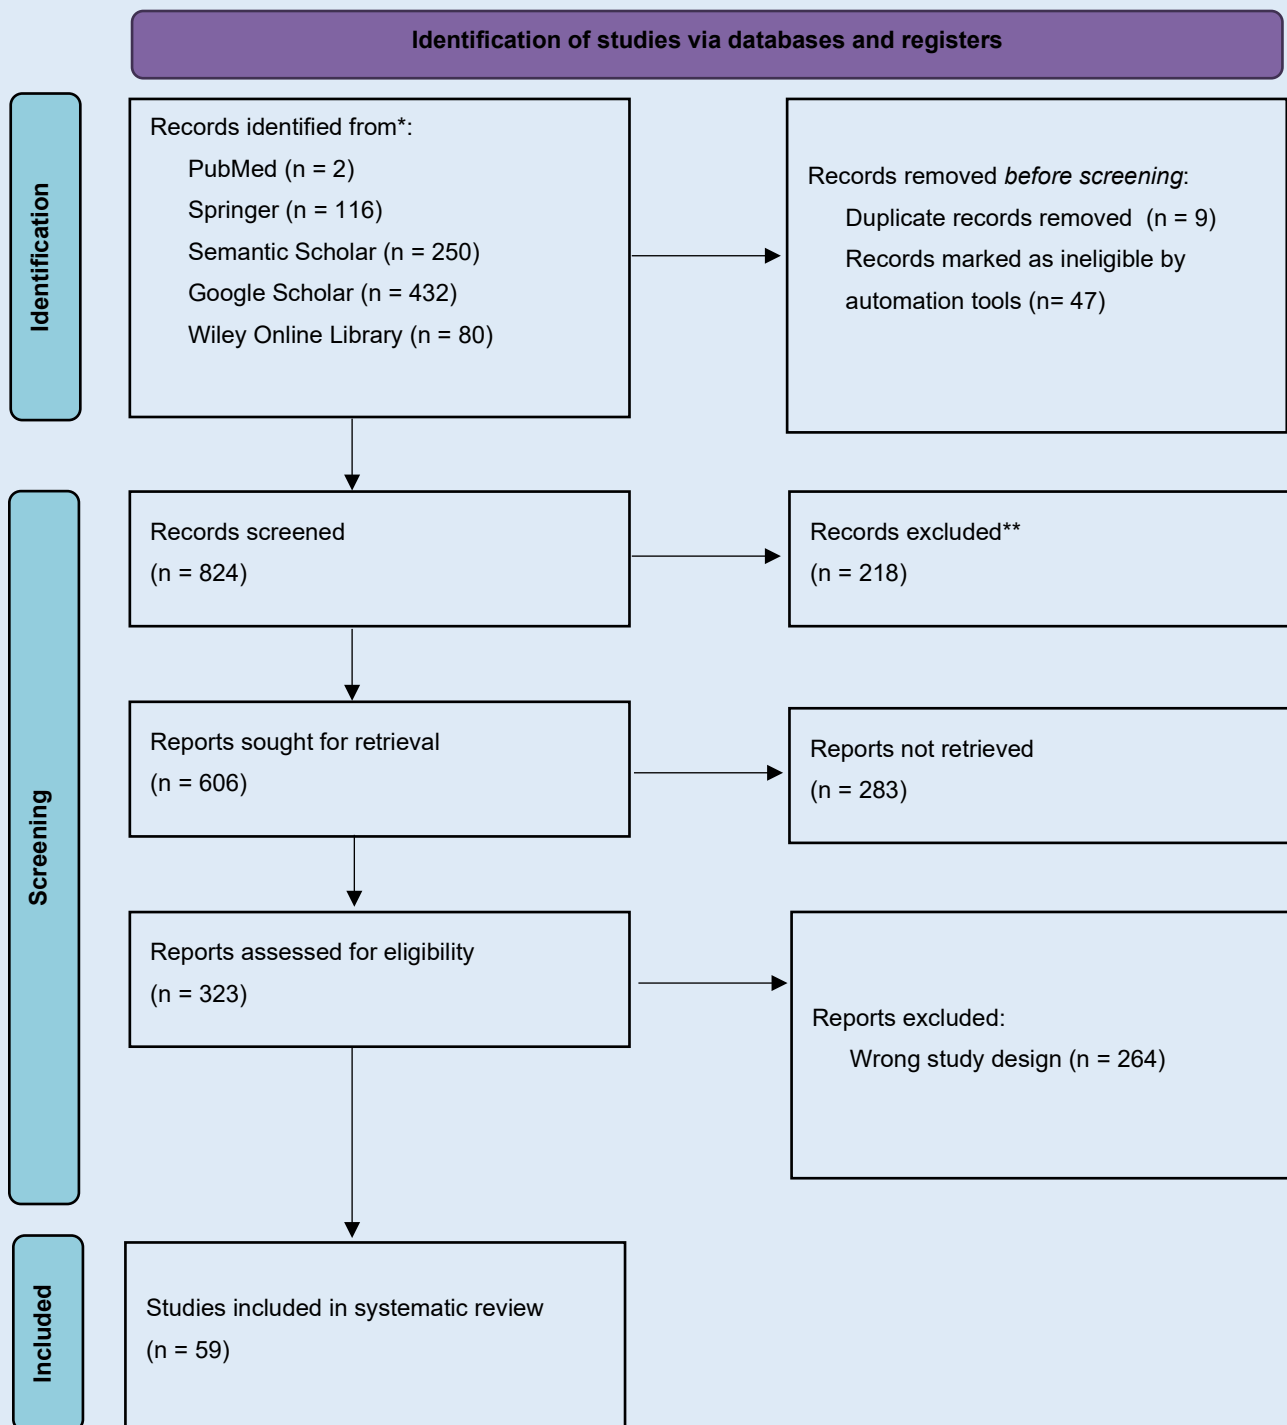 Identification of studies via databases and registers
Identification
Records identified from*:
PubMed (n = 2)
Springer (n = 116)
Semantic Scholar (n = 250)
Google Scholar (n = 432)
Wiley Online Library (n = 80)
Records removed before screening:
Duplicate records removed  (n = 9)
Records marked as ineligible by
automation tools (n= 47)
Screening
Records screened
(n = 824)
Records excluded**
(n = 218)
Reports sought for retrieval
(n = 606)
Reports not retrieved
(n = 283)
Reports assessed for eligibility
(n = 323)
Reports excluded:
Wrong study design (n = 264)
Included
Studies included in systematic review
(n = 59)